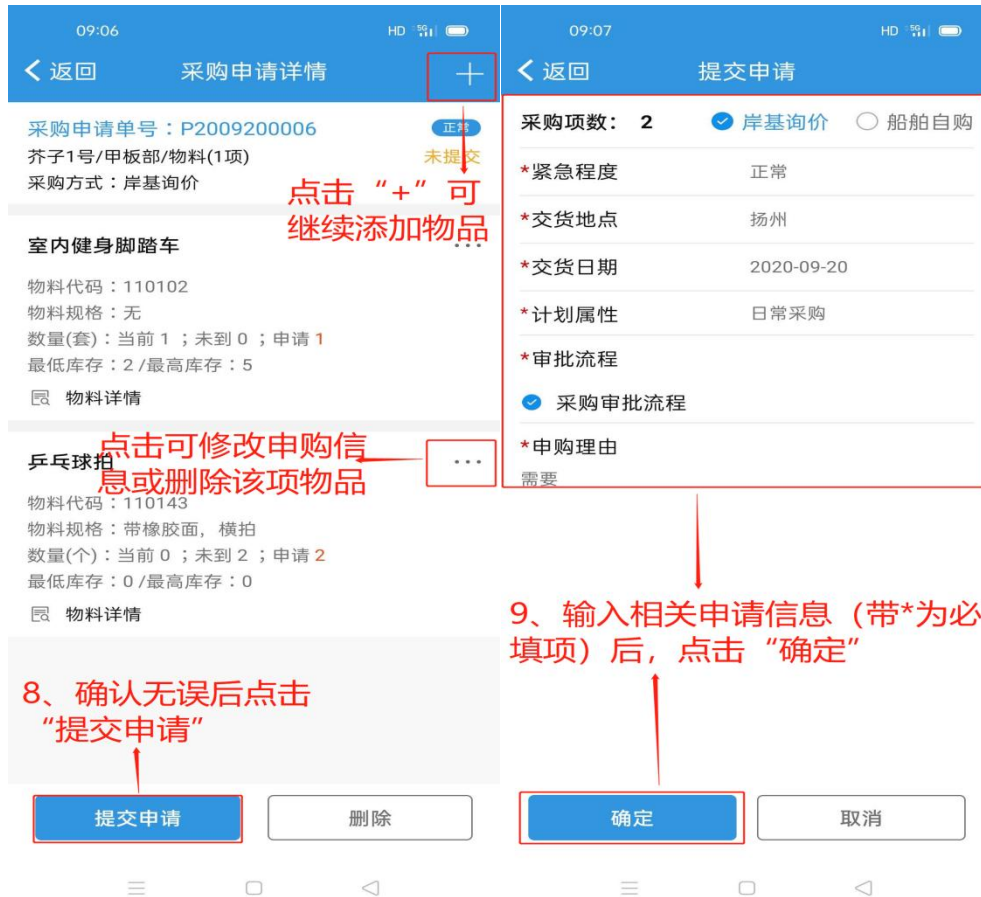 09:06
HD 5G
返回
采购申请详情
采购申请单号：P2009200006
正常
芥子1号/甲板部/物料(1项)
未提交
采购方式：岸基询价
点击“+”可
继续添加物品
室内健身脚踏车
物料代码：110102
物料规格：无
数量(套)：当前 1 ；未到 0 ；申请 1
最低库存：2 /最高库存：5
物料详情
点击可修改申购信
息或删除该项物品
乒乓球拍
物料代码：110143
物料规格：带橡胶面，横拍
数量(个)：当前 0 ；未到 2 ；申请 2
最低库存：0 /最高库存：0
物料详情
8、确认无误后点击
“提交申请”
提交申请
删除
09:07
HD 5G
返回
提交申请
采购项数： 2
岸基询价
船舶自购
*紧急程度
正常
*交货地点
扬州
*交货日期
2020-09-20
*计划属性
日常采购
*审批流程
采购审批流程
*申购理由
需要
9、输入相关申请信息（带*为必
填项）后，点击“确定”
确定
取消